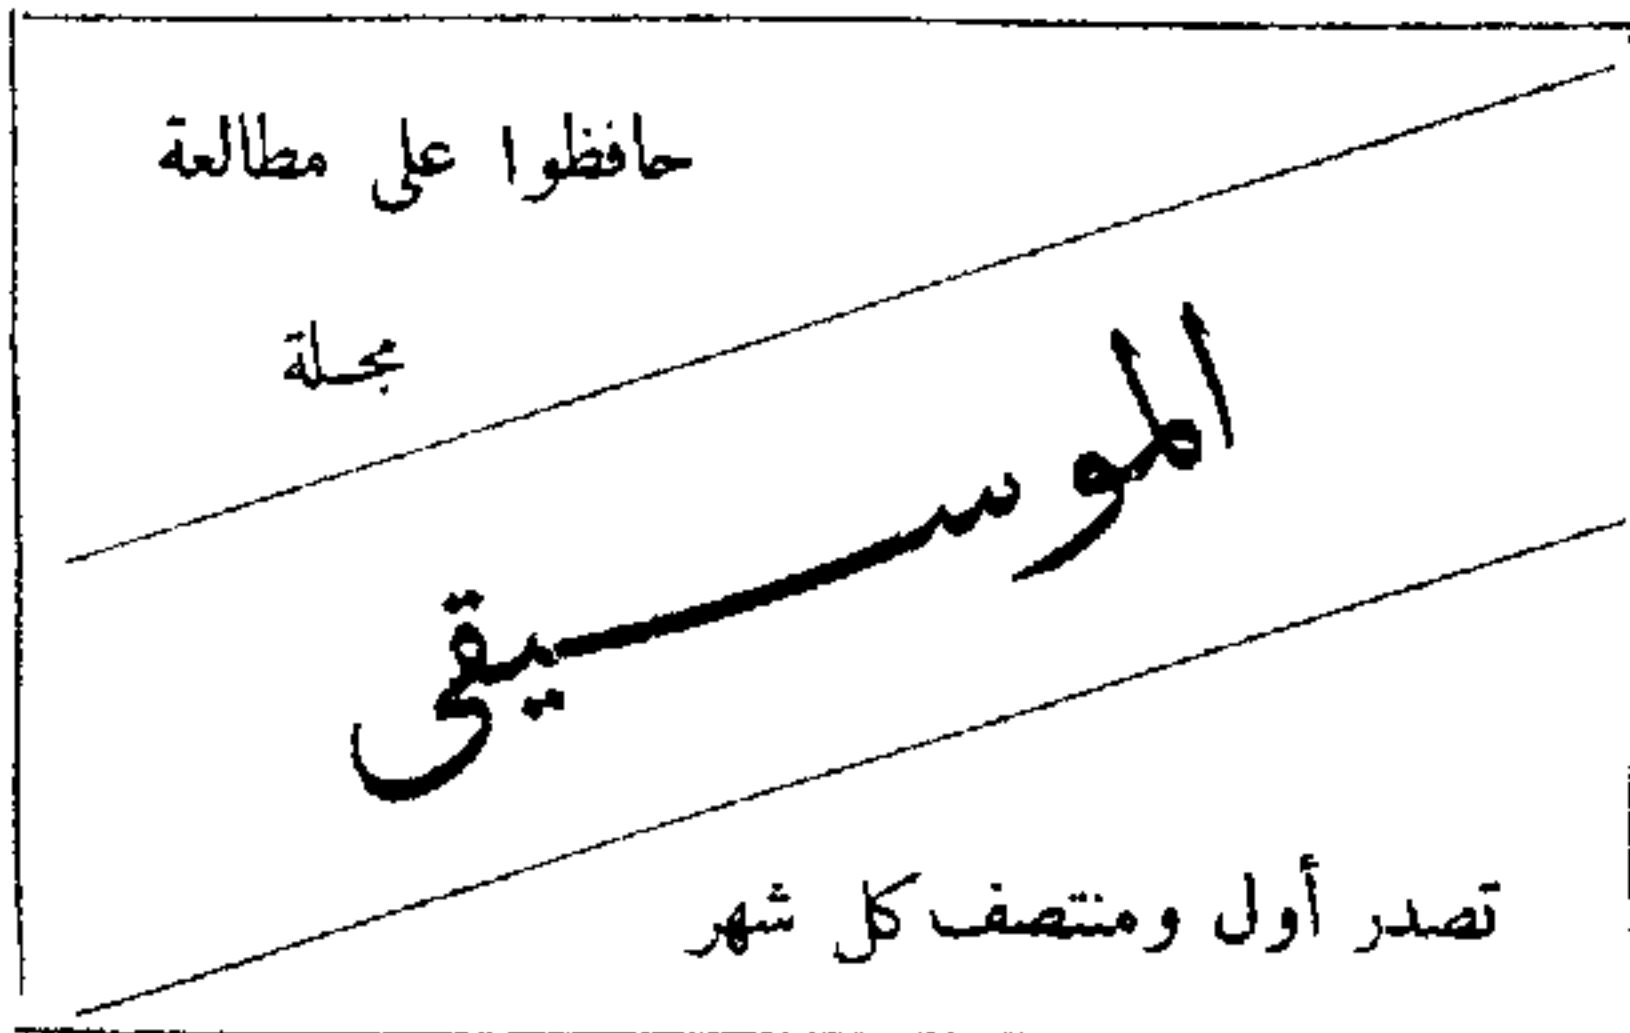 حافظوا على مطالعة
مجلة
الموسيقى
تصدر أول ومنتصف كل شهر